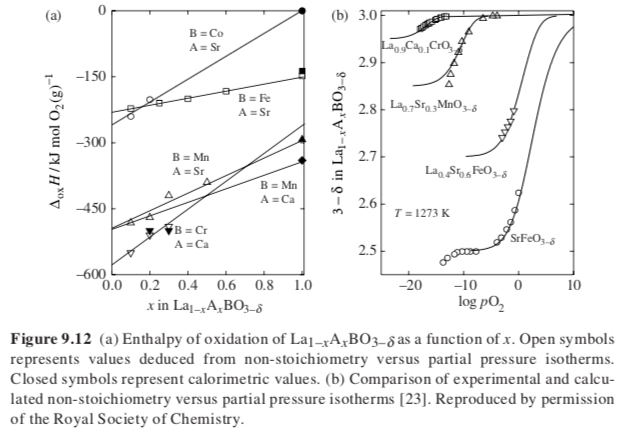 (a)
0
−150
−300
−450
−600
Δ_ox H / kJ mol O₂(g)⁻¹
B = Co
A = Sr
B = Fe
A = Sr
B = Mn
A = Sr
B = Mn
A = Ca
B = Cr
A = Ca
0.0 0.2 0.4 0.6 0.8 1.0
x in La₁₋ₓAₓBO₃₋δ
(b)
3.0
2.9
2.8
2.7
2.6
2.5
3 − δ in La₁₋ₓAₓBO₃₋δ
La₀.₉Ca₀.₁CrO₃₋δ
La₀.₇Sr₀.₃MnO₃₋δ
La₀.₄Sr₀.₆FeO₃₋δ
T = 1273 K
SrFeO₃₋δ
−20 −10 0 10
log pO₂
Figure 9.12 (a) Enthalpy of oxidation of La₁₋ₓAₓBO₃₋δ as a function of x. Open symbols
represents values deduced from non-stoichiometry versus partial pressure isotherms.
Closed symbols represent calorimetric values. (b) Comparison of experimental and calcu-
lated non-stoichiometry versus partial pressure isotherms [23]. Reproduced by permission
of the Royal Society of Chemistry.